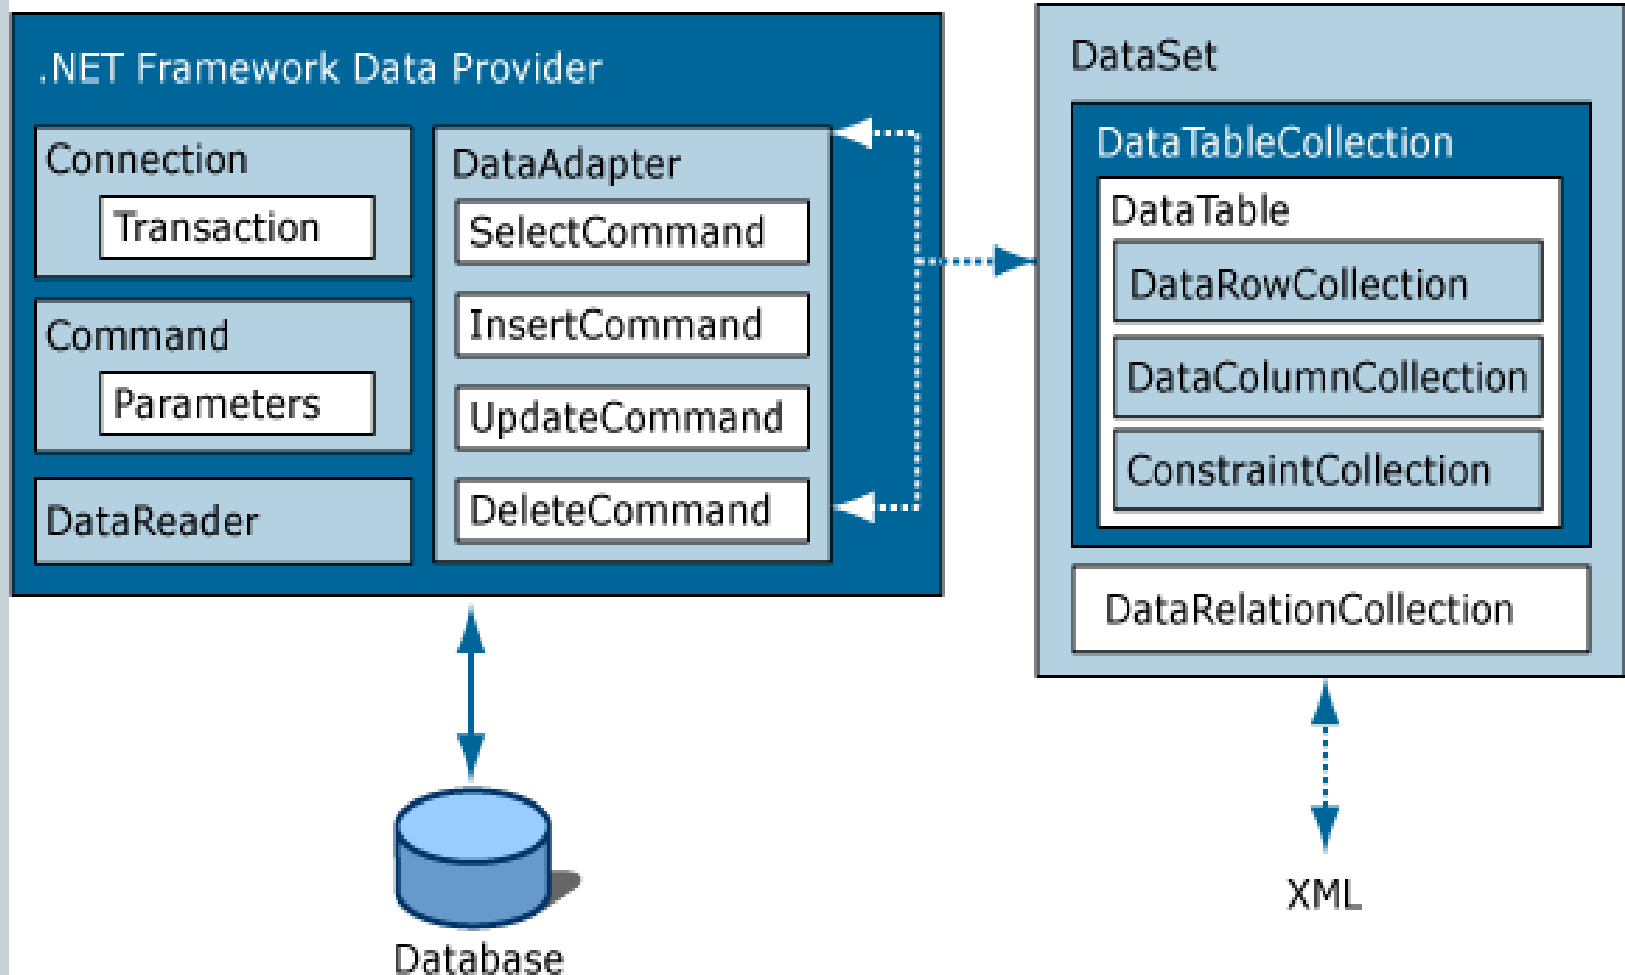 .NET Framework Data Provider
Connection
Transaction
Command
Parameters
DataReader
DataAdapter
SelectCommand
InsertCommand
UpdateCommand
DeleteCommand
DataSet
DataTableCollection
DataTable
DataRowCollection
DataColumnCollection
ConstraintCollection
DataRelationCollection
Database
XML